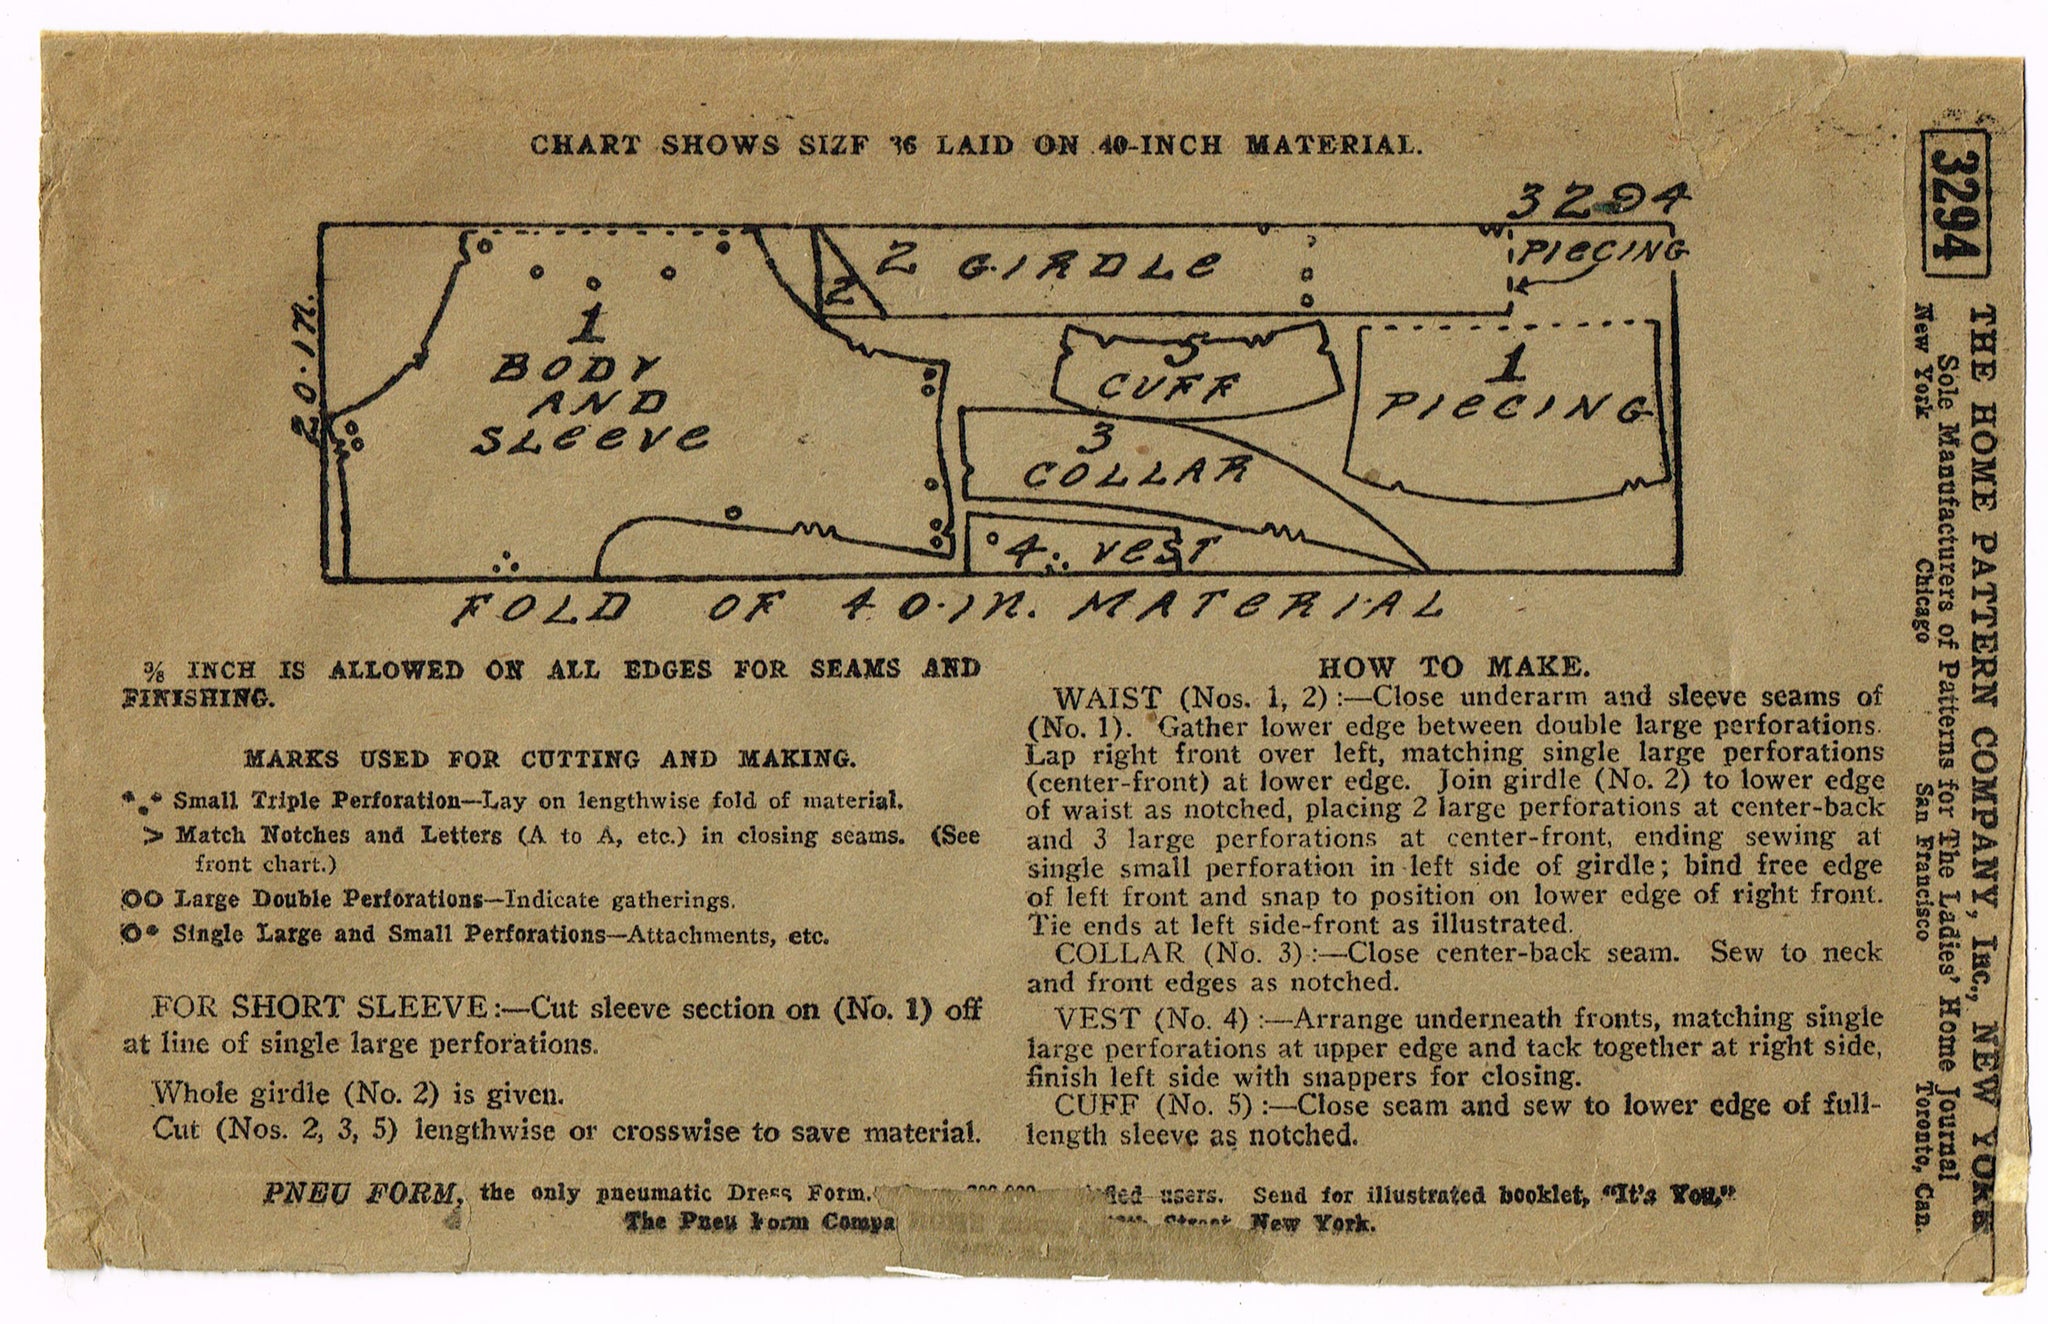 CHART SHOWS SIZE 36 LAID ON 40-INCH MATERIAL.
3294
20.IN.
1
BODY
AND
SLEEVE
2
2 GIRDLE
PIECING
5
CUFF
1
PIECING
3
COLLAR
4 VEST
FOLD OF 40.IN. MATERIAL
⅜ INCH IS ALLOWED ON ALL EDGES FOR SEAMS AND
FINISHING.
MARKS USED FOR CUTTING AND MAKING.
Small Triple Perforation—Lay on lengthwise fold of material.
> Match Notches and Letters (A to A, etc.) in closing seams. (See
front chart.)
OO Large Double Perforations—Indicate gatherings.
O• Single Large and Small Perforations—Attachments, etc.
FOR SHORT SLEEVE:—Cut sleeve section on (No. 1) off
at line of single large perforations.
Whole girdle (No. 2) is given.
Cut (Nos. 2, 3, 5) lengthwise or crosswise to save material.
HOW TO MAKE.
WAIST (Nos. 1, 2):—Close underarm and sleeve seams of
(No. 1). Gather lower edge between double large perforations.
Lap right front over left, matching single large perforations
(center-front) at lower edge. Join girdle (No. 2) to lower edge
of waist as notched, placing 2 large perforations at center-back
and 3 large perforations at center-front, ending sewing at
single small perforation in left side of girdle; bind free edge
of left front and snap to position on lower edge of right front.
Tie ends at left side-front as illustrated.
COLLAR (No. 3):—Close center-back seam. Sew to neck
and front edges as notched.
VEST (No. 4):—Arrange underneath fronts, matching single
large perforations at upper edge and tack together at right side,
finish left side with snappers for closing.
CUFF (No. 5):—Close seam and sew to lower edge of full-
length sleeve as notched.
PNEU FORM, the only pneumatic Dress Form. users. Send for illustrated booklet, "It's You,"
The Pneu Form Street, New York.
3294
THE HOME PATTERN COMPANY, Inc., NEW YORK
Sole Manufacturers of Patterns for The Ladies' Home Journal
New York Chicago San Francisco Toronto, Can.